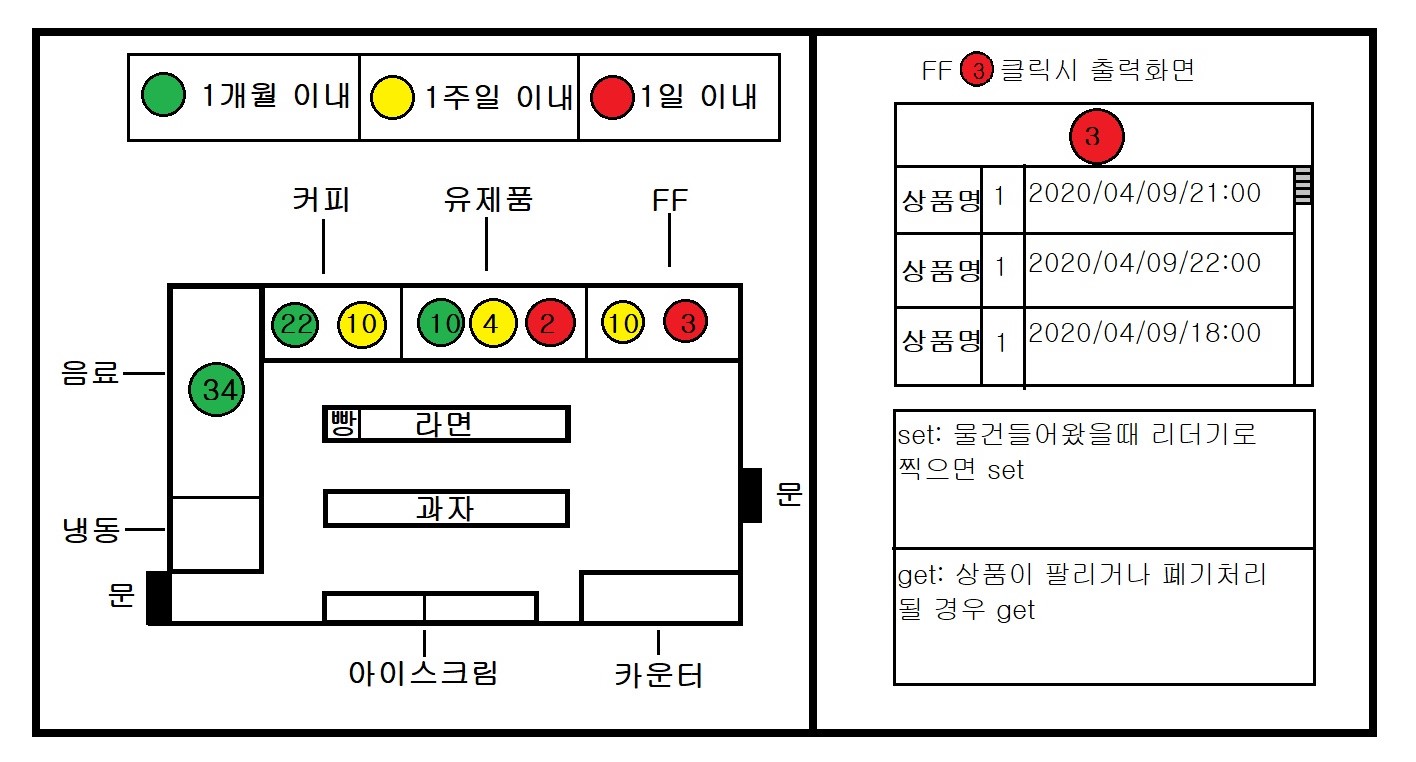 1개월 이내
1주일 이내
1일 이내
커피
유제품
FF
22
10
10
4
2
10
3
음료
34
빵
라면
과자
문
냉동
문
아이스크림
카운터
FF 3 클릭시 출력화면
3
상품명 1 2020/04/09/21:00
상품명 1 2020/04/09/22:00
상품명 1 2020/04/09/18:00
set: 물건들어왔을때 리더기로
찍으면 set
get: 상품이 팔리거나 폐기처리
될 경우 get